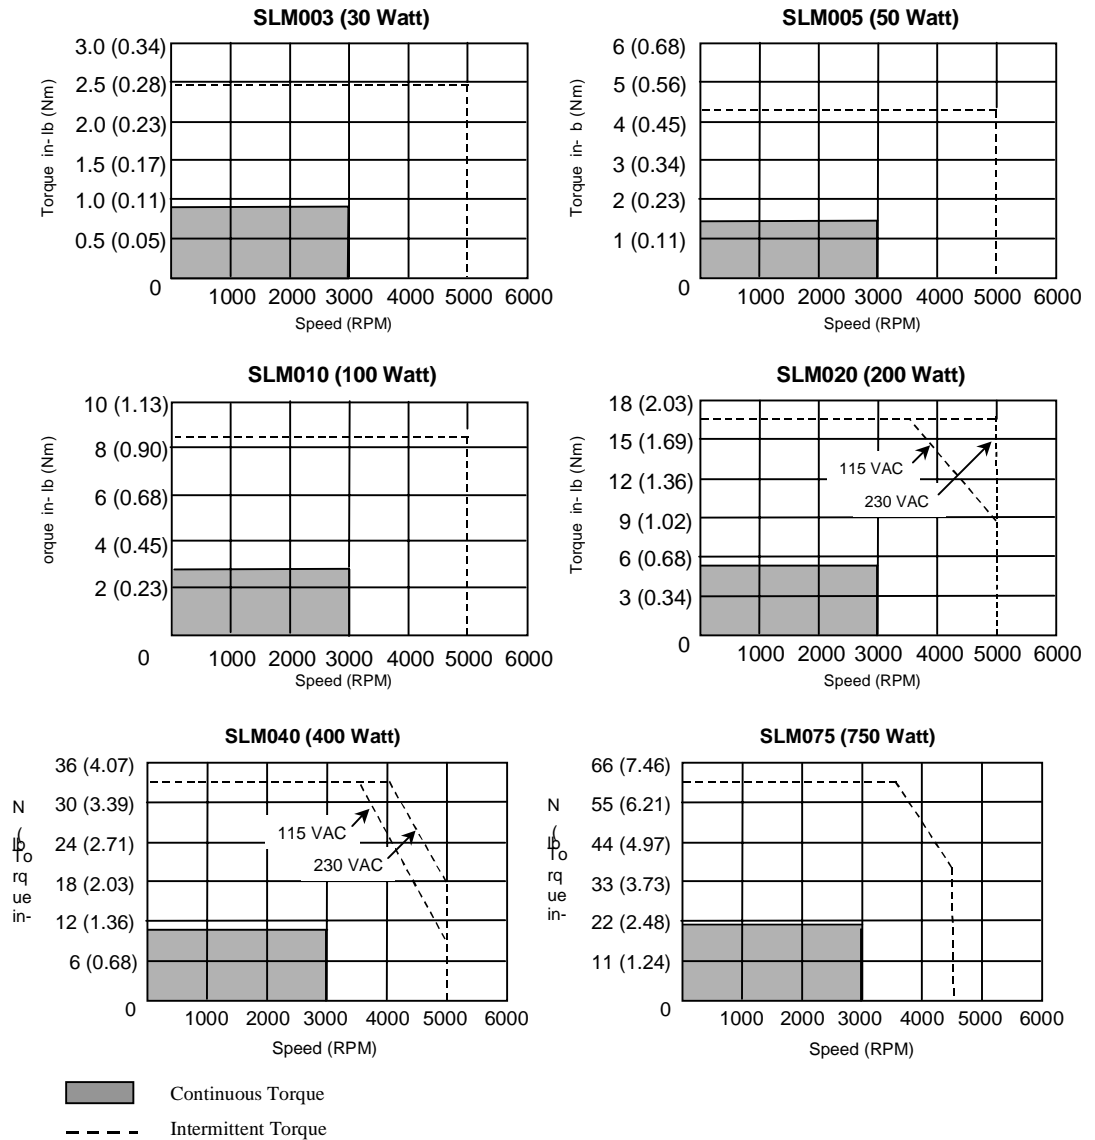 SLM003 (30 Watt)
Torque in- lb (Nm)
3.0 (0.34)
2.5 (0.28)
2.0 (0.23)
1.5 (0.17)
1.0 (0.11)
0.5 (0.05)
0
1000 2000 3000 4000 5000 6000
Speed (RPM)
SLM005 (50 Watt)
Torque in- b (Nm)
6 (0.68)
5 (0.56)
4 (0.45)
3 (0.34)
2 (0.23)
1 (0.11)
0
1000 2000 3000 4000 5000 6000
Speed (RPM)
SLM010 (100 Watt)
orque in- lb (Nm)
10 (1.13)
8 (0.90)
6 (0.68)
4 (0.45)
2 (0.23)
0
1000 2000 3000 4000 5000 6000
Speed (RPM)
SLM020 (200 Watt)
Torque in- lb (Nm)
18 (2.03)
15 (1.69)
12 (1.36)
9 (1.02)
6 (0.68)
3 (0.34)
0
115 VAC
230 VAC
1000 2000 3000 4000 5000 6000
Speed (RPM)
SLM040 (400 Watt)
N
(
lb
To
rq
ue
in-
36 (4.07)
30 (3.39)
24 (2.71)
18 (2.03)
12 (1.36)
6 (0.68)
0
115 VAC
230 VAC
1000 2000 3000 4000 5000 6000
Speed (RPM)
SLM075 (750 Watt)
N
(
lb
To
rq
ue
in-
66 (7.46)
55 (6.21)
44 (4.97)
33 (3.73)
22 (2.48)
11 (1.24)
0
1000 2000 3000 4000 5000 6000
Speed (RPM)
Continuous Torque
Intermittent Torque